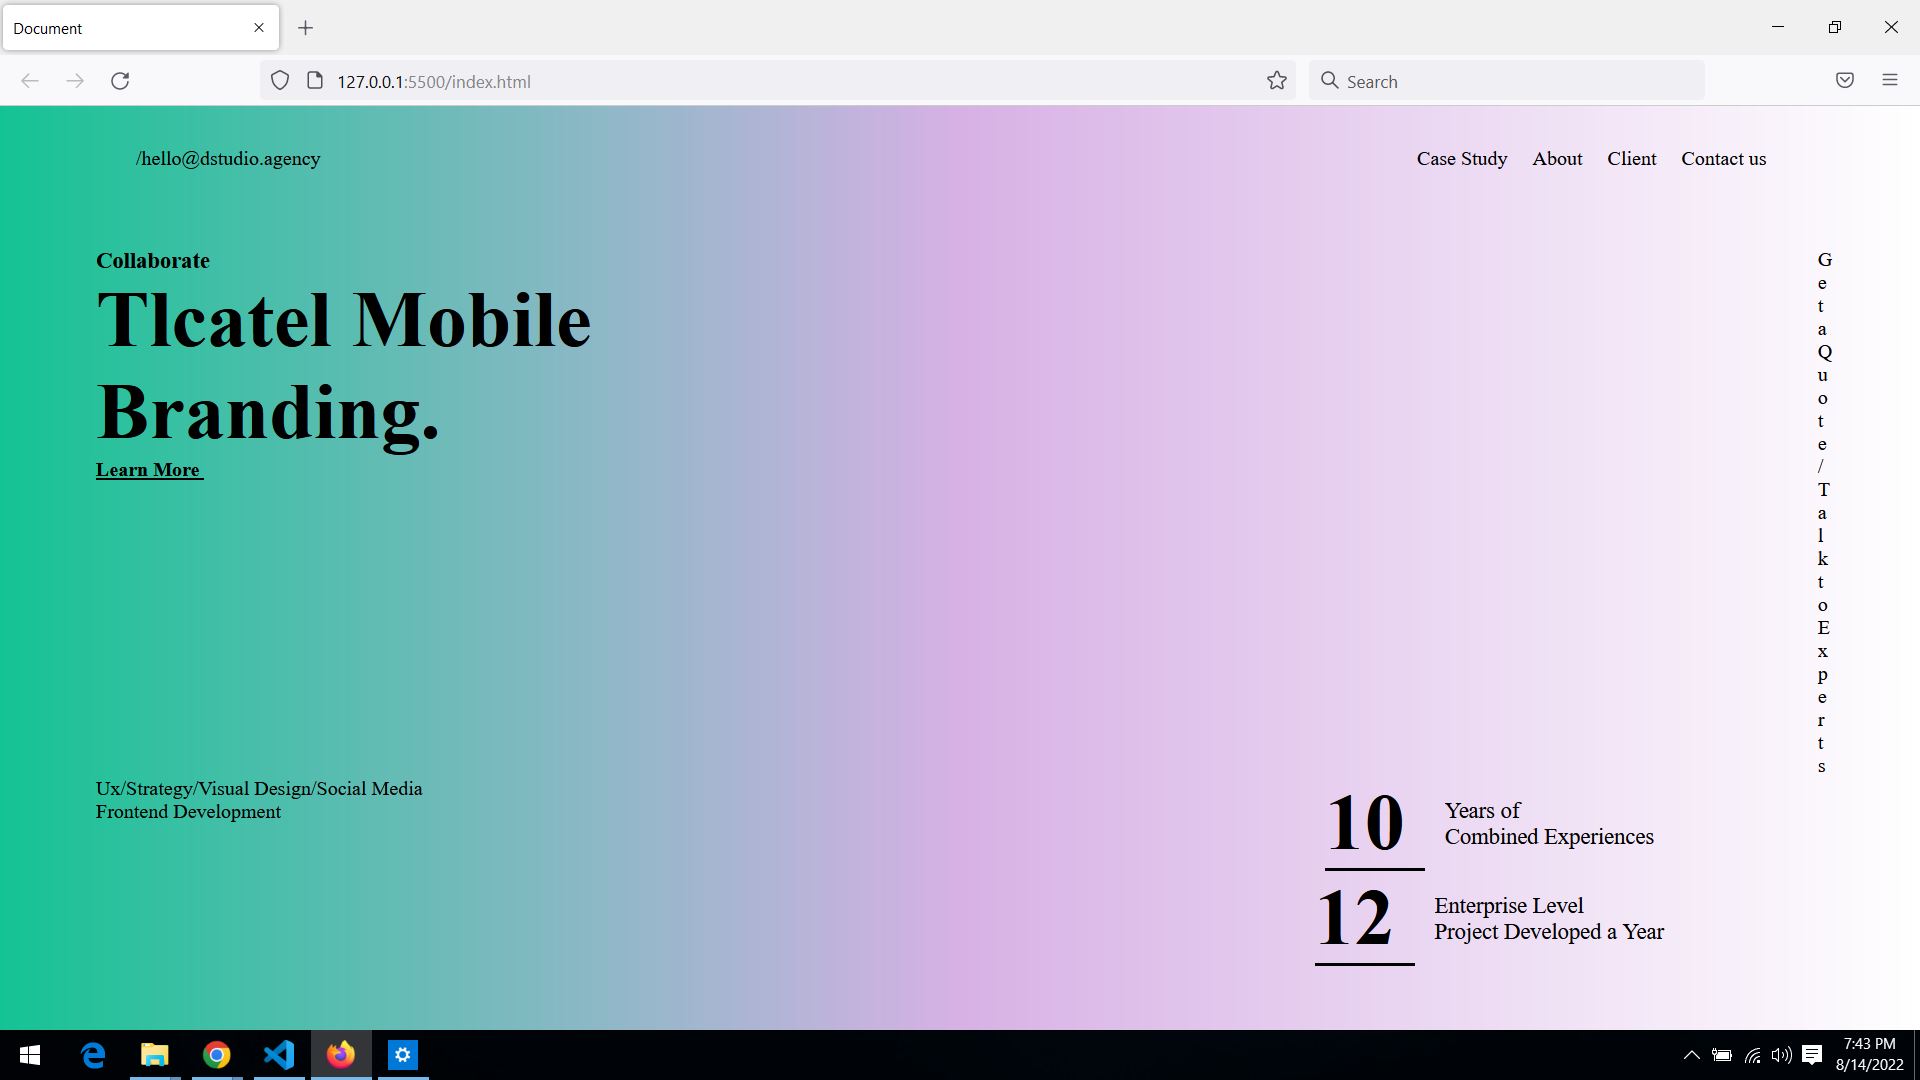 Document
127.0.0.1:5500/index.html
Search
/hello@dstudio.agency
Case Study About Client Contact us
Collaborate
Tlcatel Mobile
Branding.
Learn More
G
e
t
a
Q
u
o
t
e
/
T
a
l
k
t
o
E
x
p
e
r
t
s
Ux/Strategy/Visual Design/Social Media
Frontend Development
10
Years of
Combined Experiences
12
Enterprise Level
Project Developed a Year
7:43 PM
8/14/2022